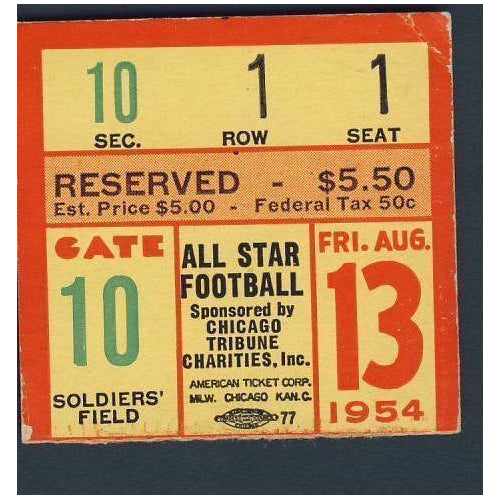 10 1 1
SEC. ROW SEAT
RESERVED - $5.50
Est. Price $5.00 - Federal Tax 50c
GATE
10
SOLDIERS'
FIELD
ALL STAR
FOOTBALL
Sponsored by
CHICAGO
TRIBUNE
CHARITIES, Inc.
AMERICAN TICKET CORP.
MILW. CHICAGO KAN. C.
77
FRI. AUG.
13
1954